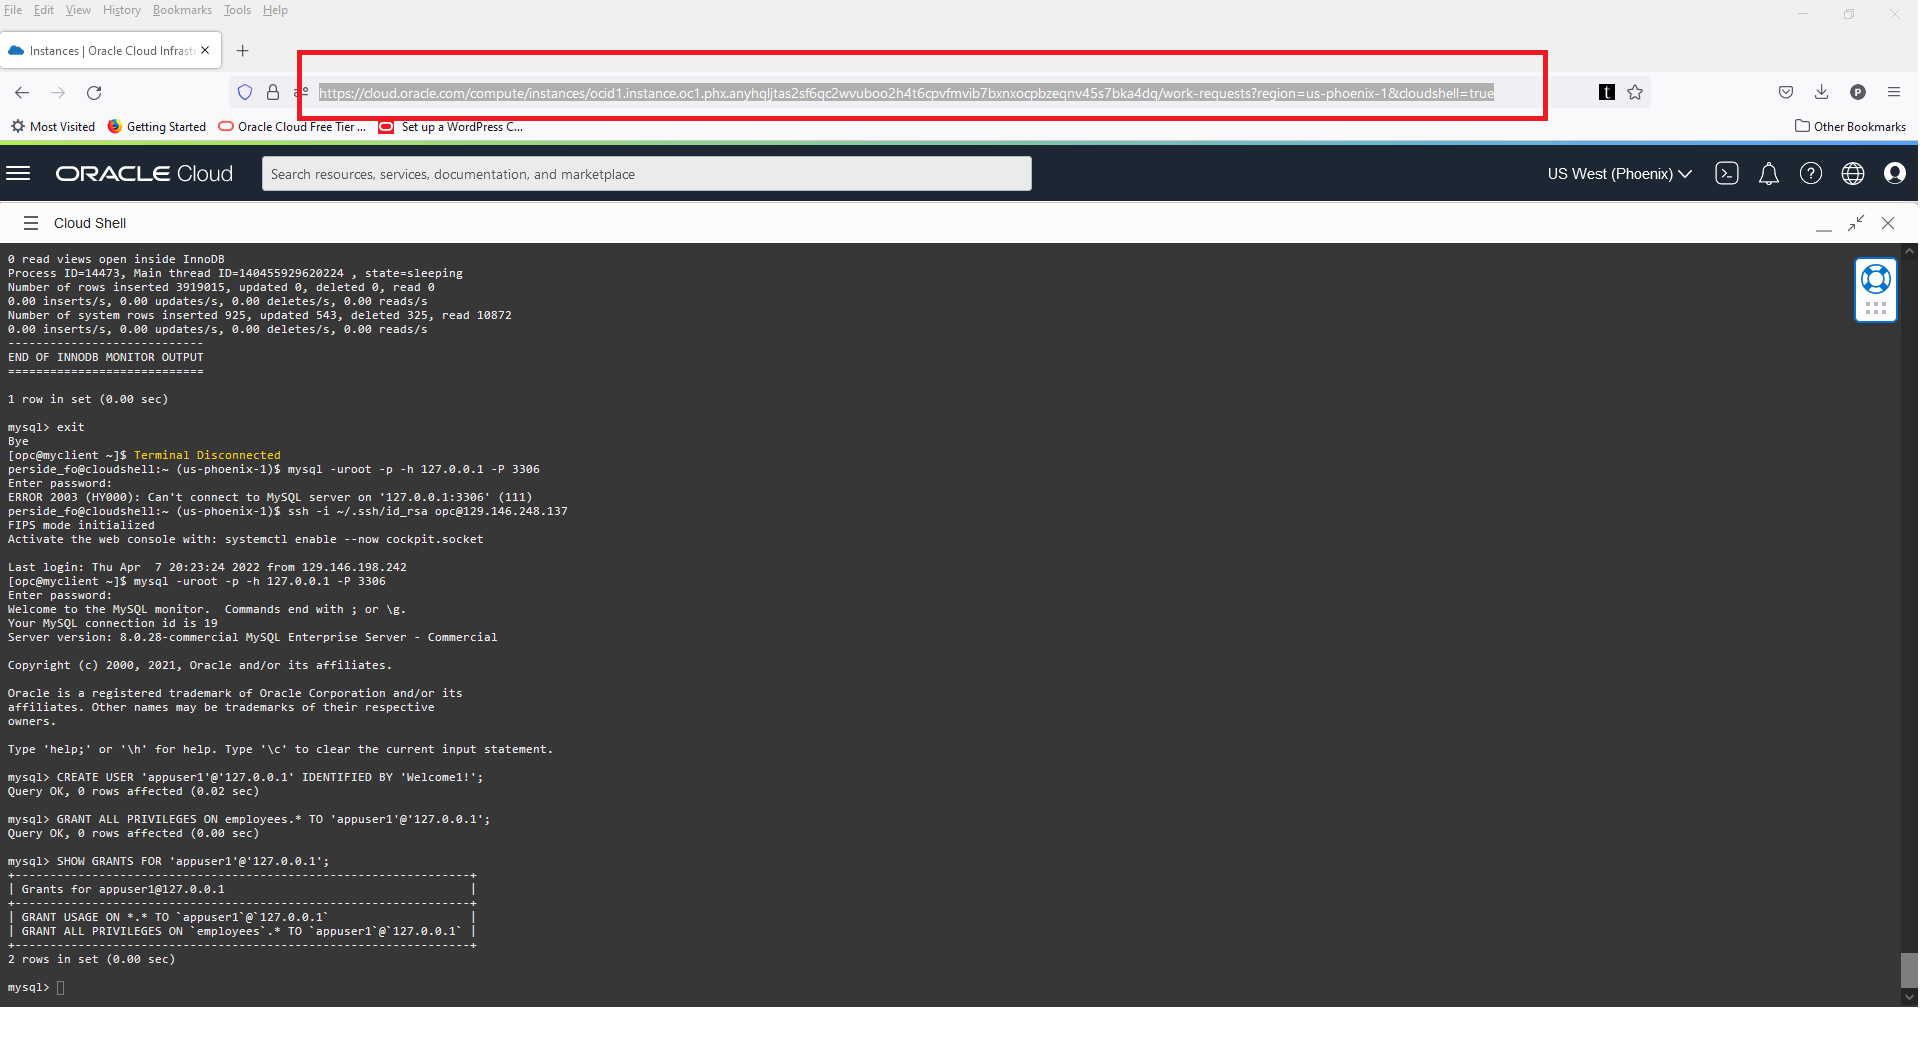 File Edit View History Bookmarks Tools Help
Instances | Oracle Cloud Infrast
https://cloud.oracle.com/compute/instances/ocid1.instance.oc1.phx.anyhqljtas2sf6qc2wvuboo2h4t6cpvfmvib7bxnxocpbzeqnv45s7bka4dq/work-requests?region=us-phoenix-1&cloudshell=true
t
P
Most Visited Getting Started Oracle Cloud Free Tier ... Set up a WordPress C... Other Bookmarks
ORACLE Cloud Search resources, services, documentation, and marketplace US West (Phoenix)
Cloud Shell
0 read views open inside InnoDB
Process ID=14473, Main thread ID=140455929620224 , state=sleeping
Number of rows inserted 3919015, updated 0, deleted 0, read 0
0.00 inserts/s, 0.00 updates/s, 0.00 deletes/s, 0.00 reads/s
Number of system rows inserted 925, updated 543, deleted 325, read 10872
0.00 inserts/s, 0.00 updates/s, 0.00 deletes/s, 0.00 reads/s
----------------------------
END OF INNODB MONITOR OUTPUT
============================
1 row in set (0.00 sec)
mysql> exit
Bye
[opc@myclient ~]$ Terminal Disconnected
perside_fo@cloudshell:~ (us-phoenix-1)$ mysql -uroot -p -h 127.0.0.1 -P 3306
Enter password:
ERROR 2003 (HY000): Can't connect to MySQL server on '127.0.0.1:3306' (111)
perside_fo@cloudshell:~ (us-phoenix-1)$ ssh -i ~/.ssh/id_rsa opc@129.146.248.137
FIPS mode initialized
Activate the web console with: systemctl enable --now cockpit.socket
Last login: Thu Apr  7 20:23:24 2022 from 129.146.198.242
[opc@myclient ~]$ mysql -uroot -p -h 127.0.0.1 -P 3306
Enter password:
Welcome to the MySQL monitor.  Commands end with ; or \g.
Your MySQL connection id is 19
Server version: 8.0.28-commercial MySQL Enterprise Server - Commercial
Copyright (c) 2000, 2021, Oracle and/or its affiliates.
Oracle is a registered trademark of Oracle Corporation and/or its
affiliates. Other names may be trademarks of their respective
owners.
Type 'help;' or '\h' for help. Type '\c' to clear the current input statement.
mysql> CREATE USER 'appuser1'@'127.0.0.1' IDENTIFIED BY 'Welcome1!';
Query OK, 0 rows affected (0.02 sec)
mysql> GRANT ALL PRIVILEGES ON employees.* TO 'appuser1'@'127.0.0.1';
Query OK, 0 rows affected (0.00 sec)
mysql> SHOW GRANTS FOR 'appuser1'@'127.0.0.1';
+-----------------------------------------------------------------+
| Grants for appuser1@127.0.0.1                                   |
+-----------------------------------------------------------------+
| GRANT USAGE ON *.* TO `appuser1`@`127.0.0.1`                    |
| GRANT ALL PRIVILEGES ON `employees`.* TO `appuser1`@`127.0.0.1` |
+-----------------------------------------------------------------+
2 rows in set (0.00 sec)
mysql>